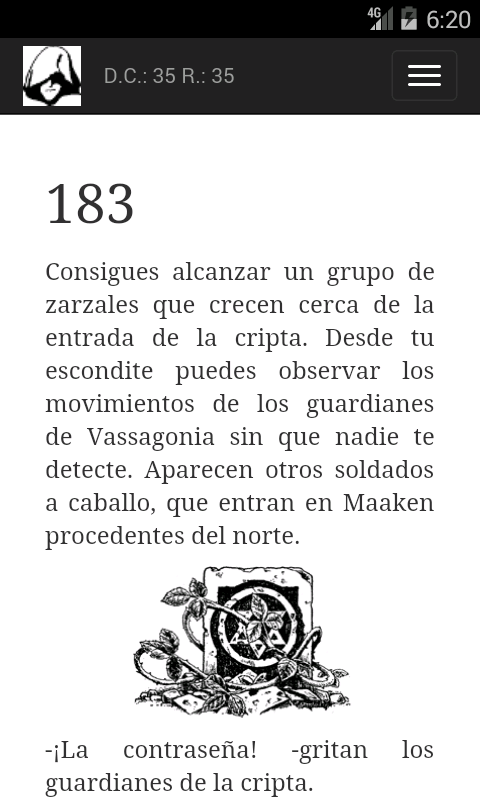 4G 6:20
D.C.: 35 R.: 35
183
Consigues alcanzar un grupo de
zarzales que crecen cerca de la
entrada de la cripta. Desde tu
escondite puedes observar los
movimientos de los guardianes
de Vassagonia sin que nadie te
detecte. Aparecen otros soldados
a caballo, que entran en Maaken
procedentes del norte.
-¡La contraseña! -gritan los
guardianes de la cripta.